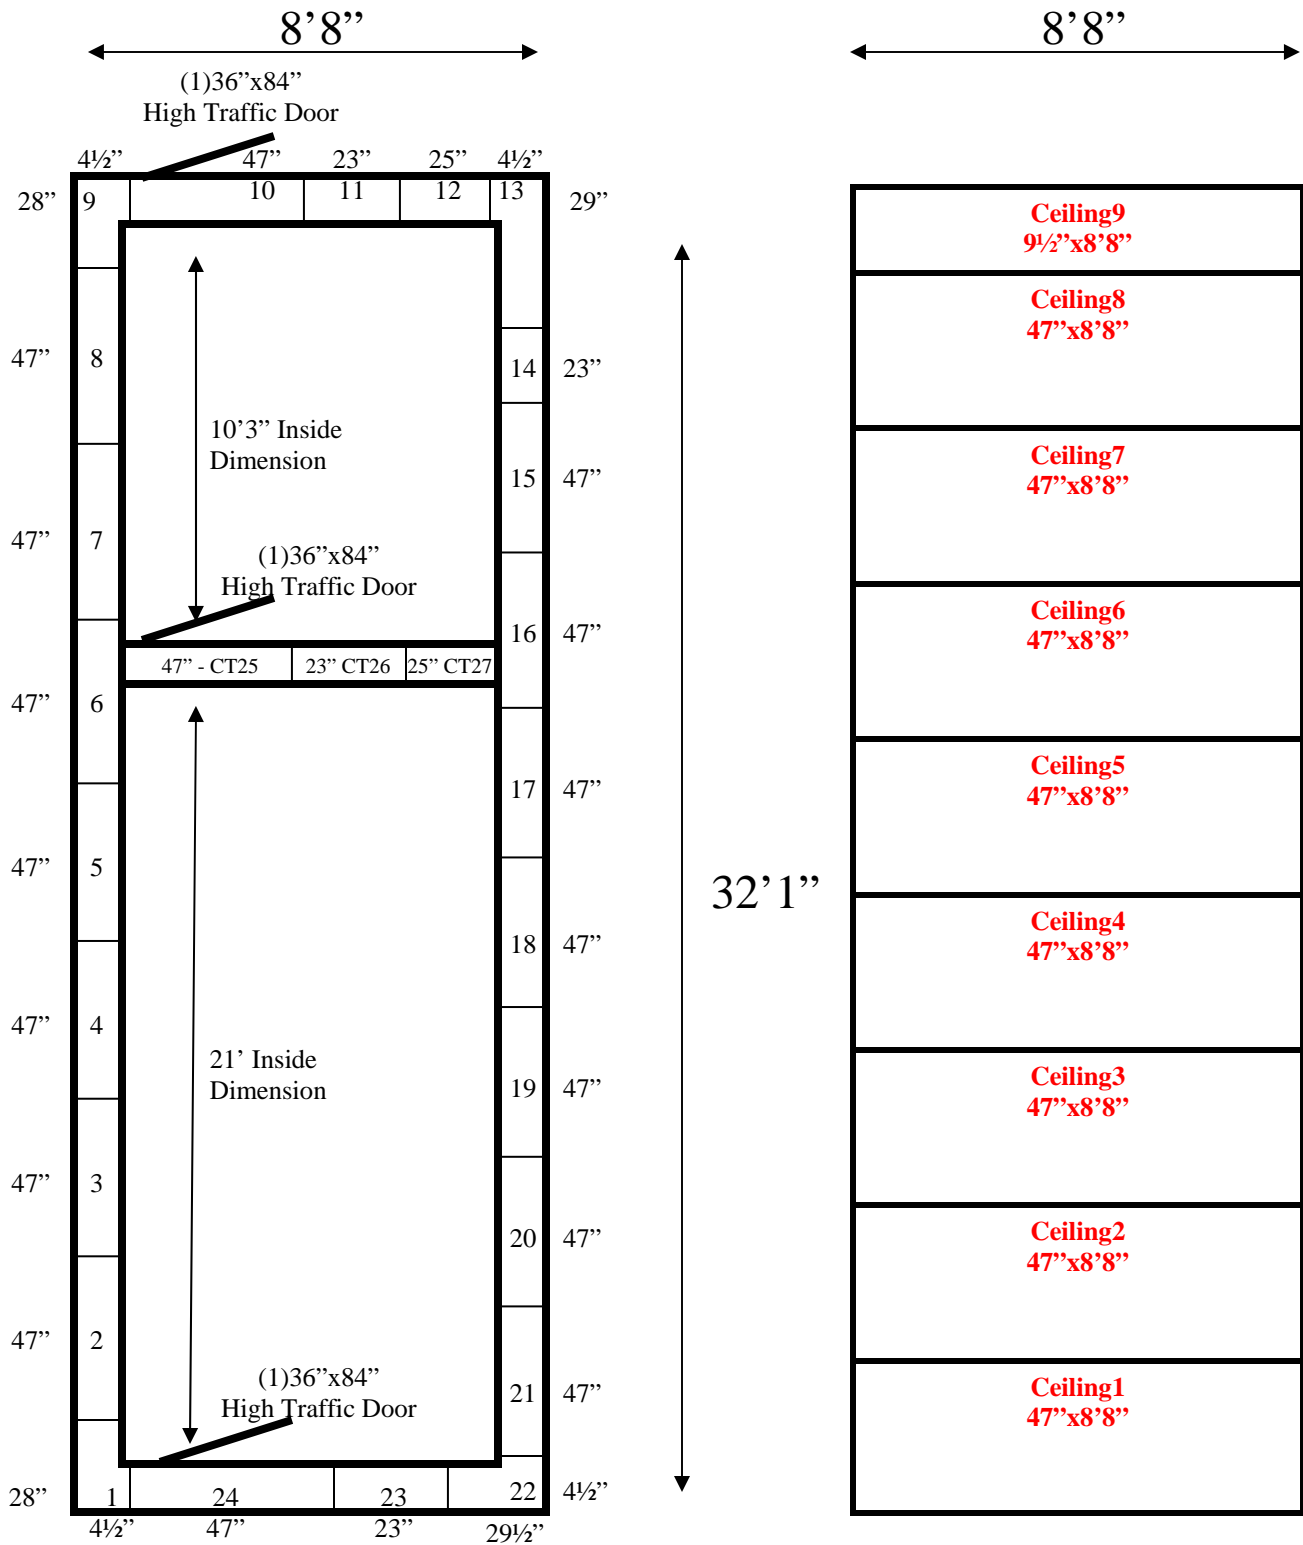 8’8”
(1)36”x84”
High Traffic Door
4½” 47” 23” 25” 4½”
28” 9 10 11 12 13 29”
47” 8 14 23”
10’3” Inside
Dimension
15 47”
47” 7
(1)36”x84”
High Traffic Door
16 47”
47” - CT25 23” CT26 25” CT27
47” 6
17 47”
47” 5
32’1”
18 47”
47” 4
21’ Inside
Dimension
19 47”
47” 3
20 47”
47” 2
(1)36”x84”
High Traffic Door
21 47”
28” 1 24 23 22 4½”
4½” 47” 23” 29½”
8’8”
Ceiling9
9½”x8’8”
Ceiling8
47”x8’8”
Ceiling7
47”x8’8”
Ceiling6
47”x8’8”
Ceiling5
47”x8’8”
Ceiling4
47”x8’8”
Ceiling3
47”x8’8”
Ceiling2
47”x8’8”
Ceiling1
47”x8’8”